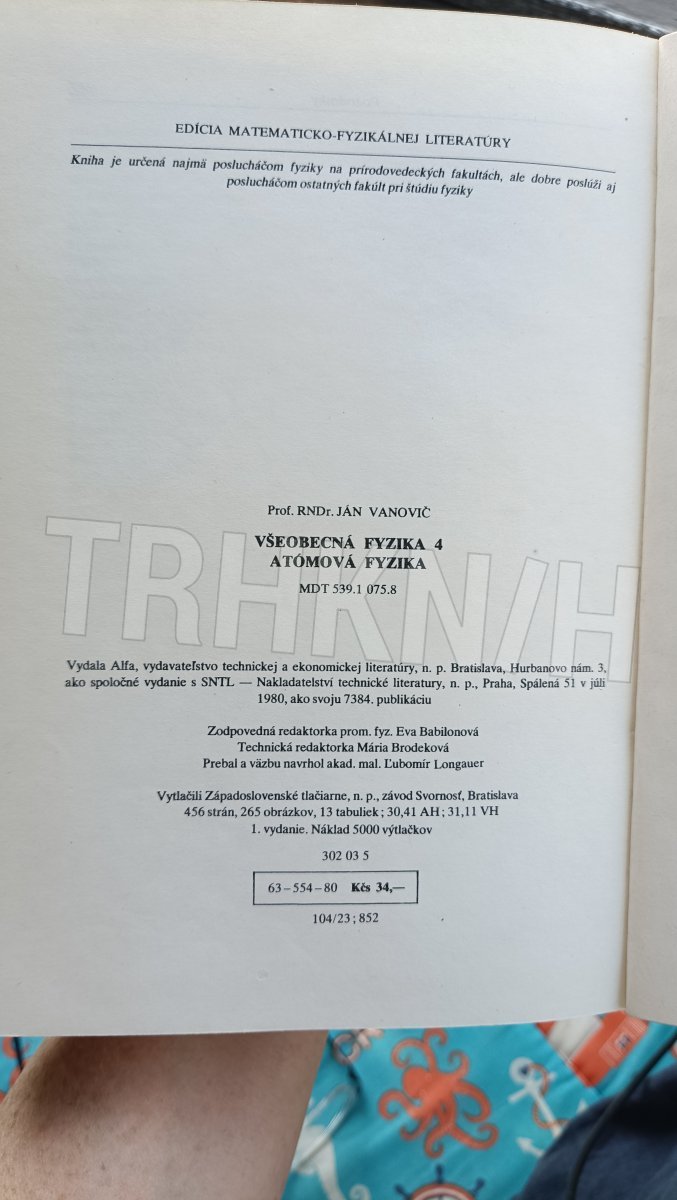 EDÍCIA MATEMATICKO-FYZIKÁLNEJ LITERATÚRY
Kniha je určená najmä poslucháčom fyziky na prírodovedeckých fakultách, ale dobre poslúži aj
poslucháčom ostatných fakúlt pri štúdiu fyziky
Prof. RNDr. JÁN VANOVIČ
VŠEOBECNÁ FYZIKA 4
ATÓMOVÁ FYZIKA
MDT 539.1 075.8
TRHKNIH
Vydala Alfa, vydavateľstvo technickej a ekonomickej literatúry, n. p. Bratislava, Hurbanovo nám. 3,
ako spoločné vydanie s SNTL — Nakladatelství technické literatury, n. p., Praha, Spálená 51 v júli
1980, ako svoju 7384. publikáciu
Zodpovedná redaktorka prom. fyz. Eva Babilonová
Technická redaktorka Mária Brodeková
Prebal a väzbu navrhol akad. mal. Ľubomír Longauer
Vytlačili Západoslovenské tlačiarne, n. p., závod Svornosť, Bratislava
456 strán, 265 obrázkov, 13 tabuliek; 30,41 AH; 31,11 VH
1. vydanie. Náklad 5000 výtlačkov
302 03 5
63–554–80 Kčs 34,—
104/23; 852